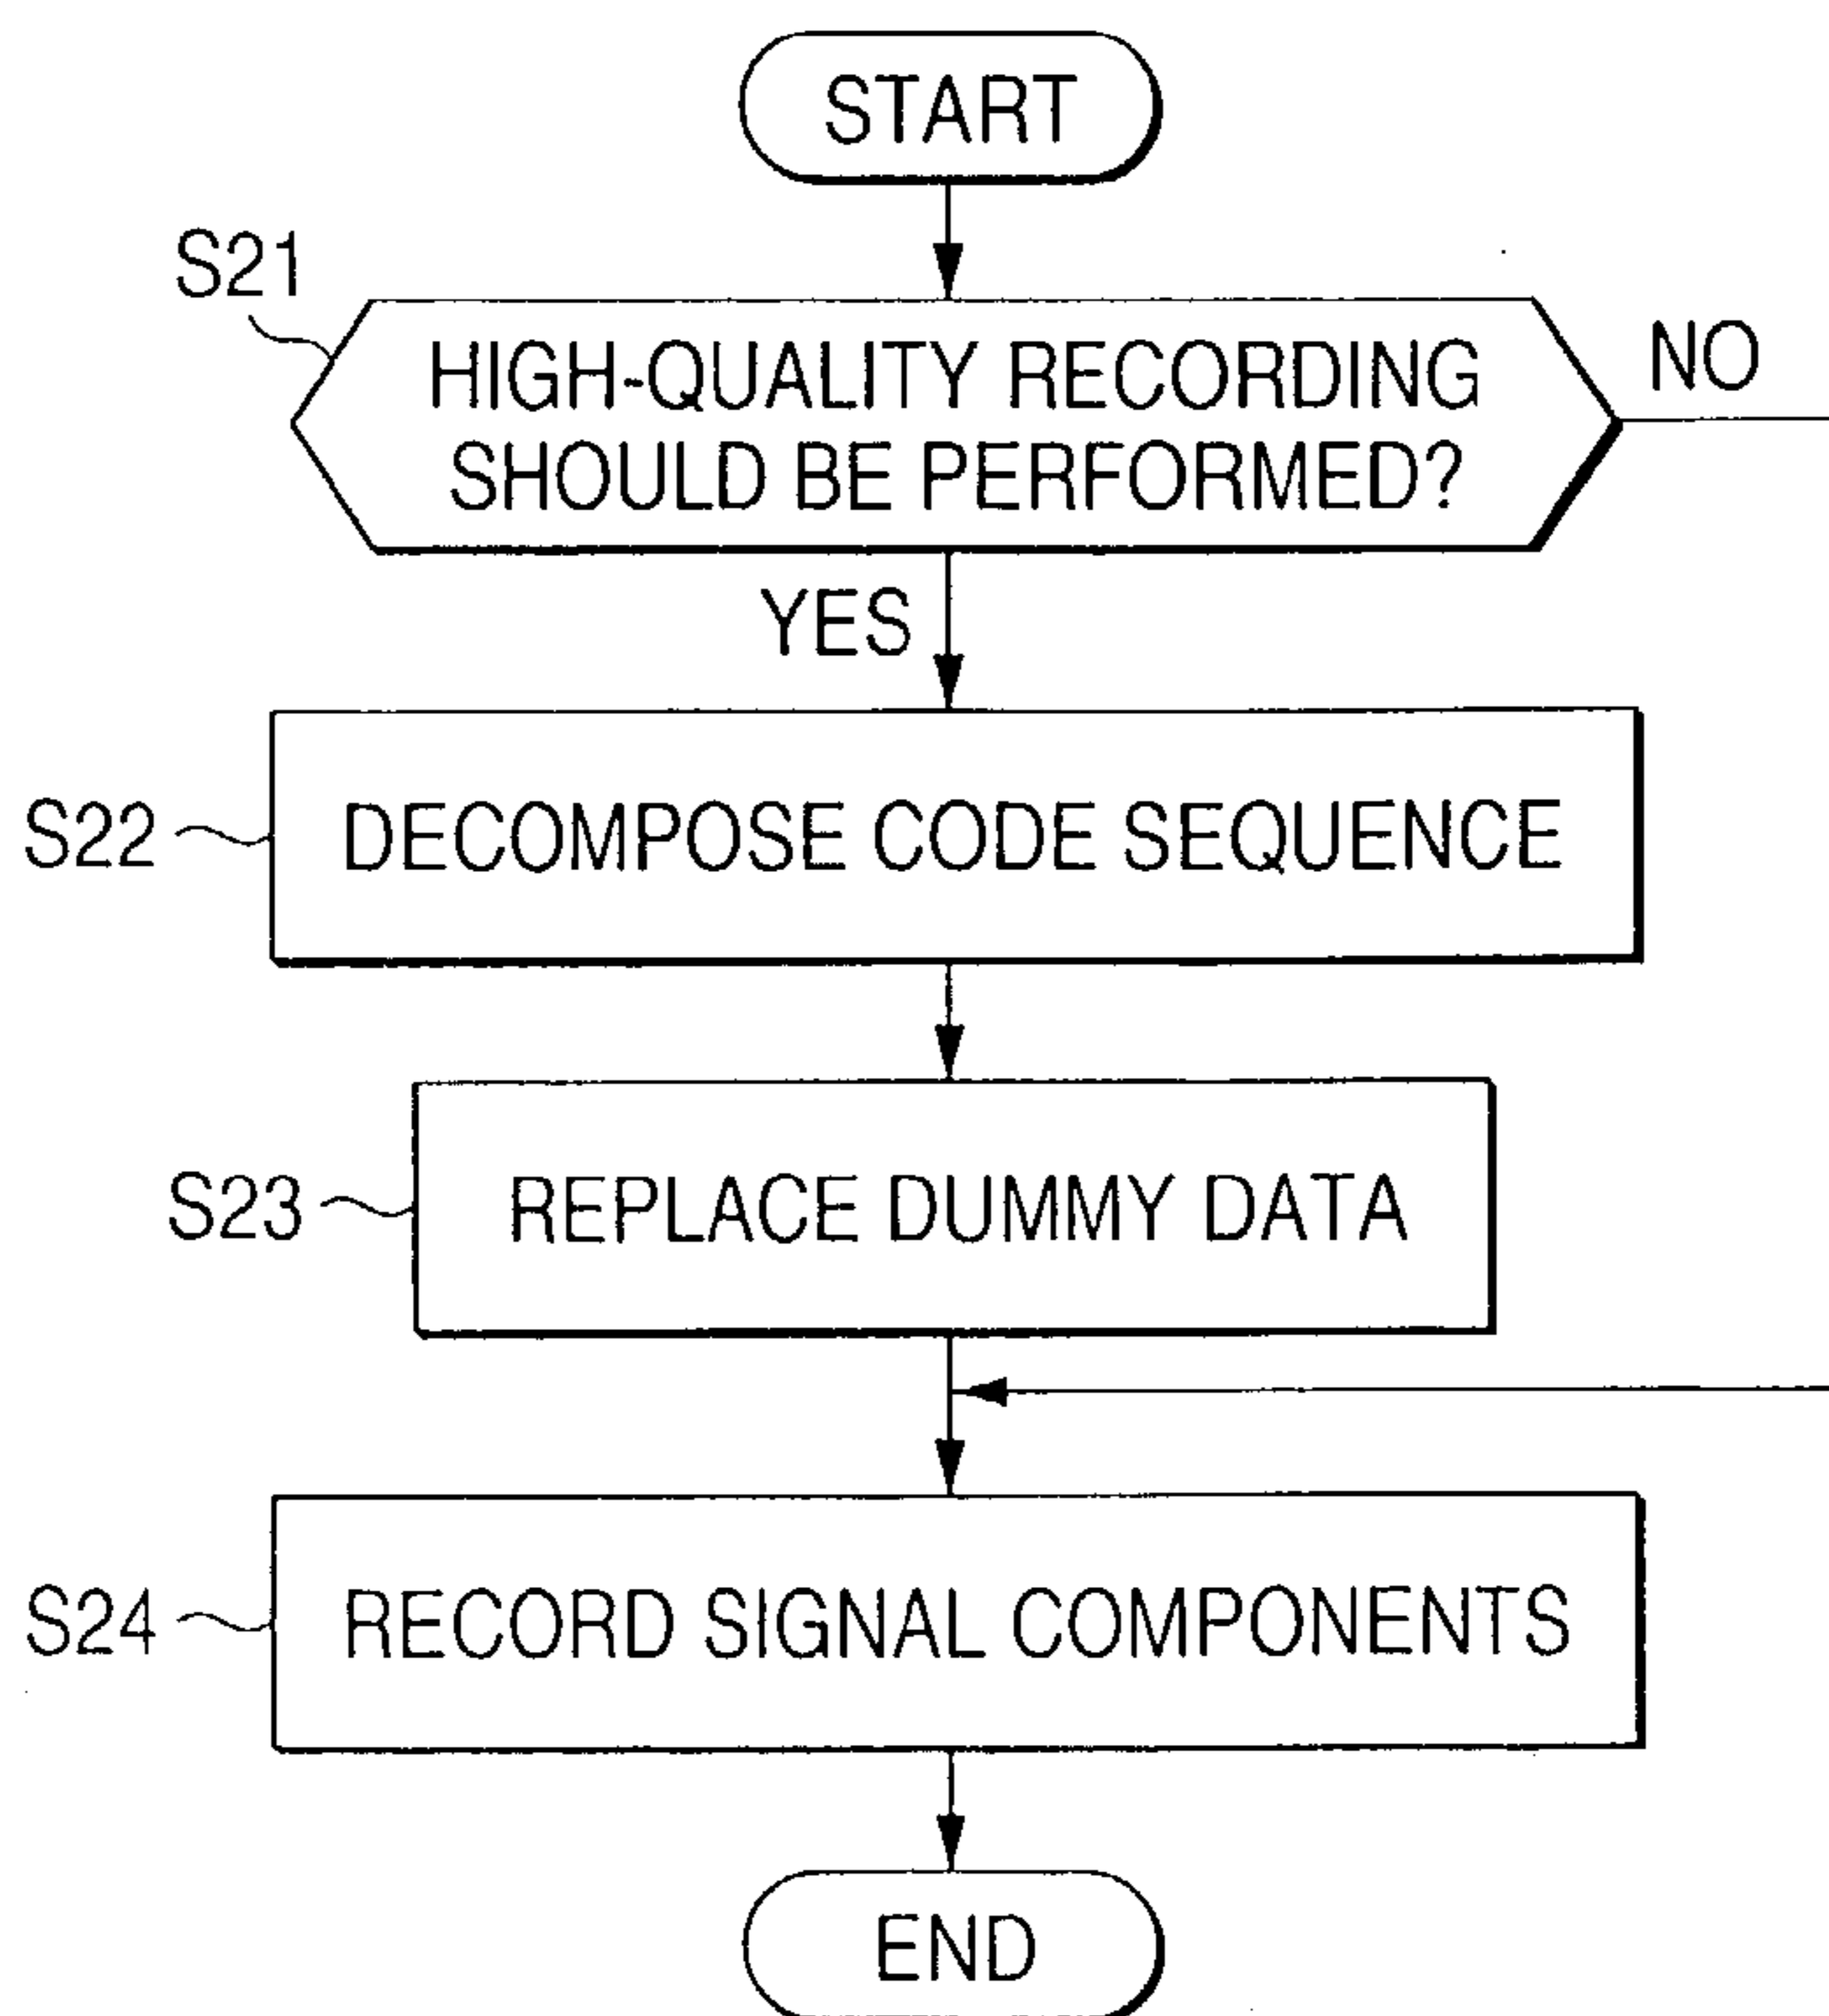 START
S21
HIGH-QUALITY RECORDING
SHOULD BE PERFORMED?
NO
YES
S22
DECOMPOSE CODE SEQUENCE
S23
REPLACE DUMMY DATA
S24
RECORD SIGNAL COMPONENTS
END